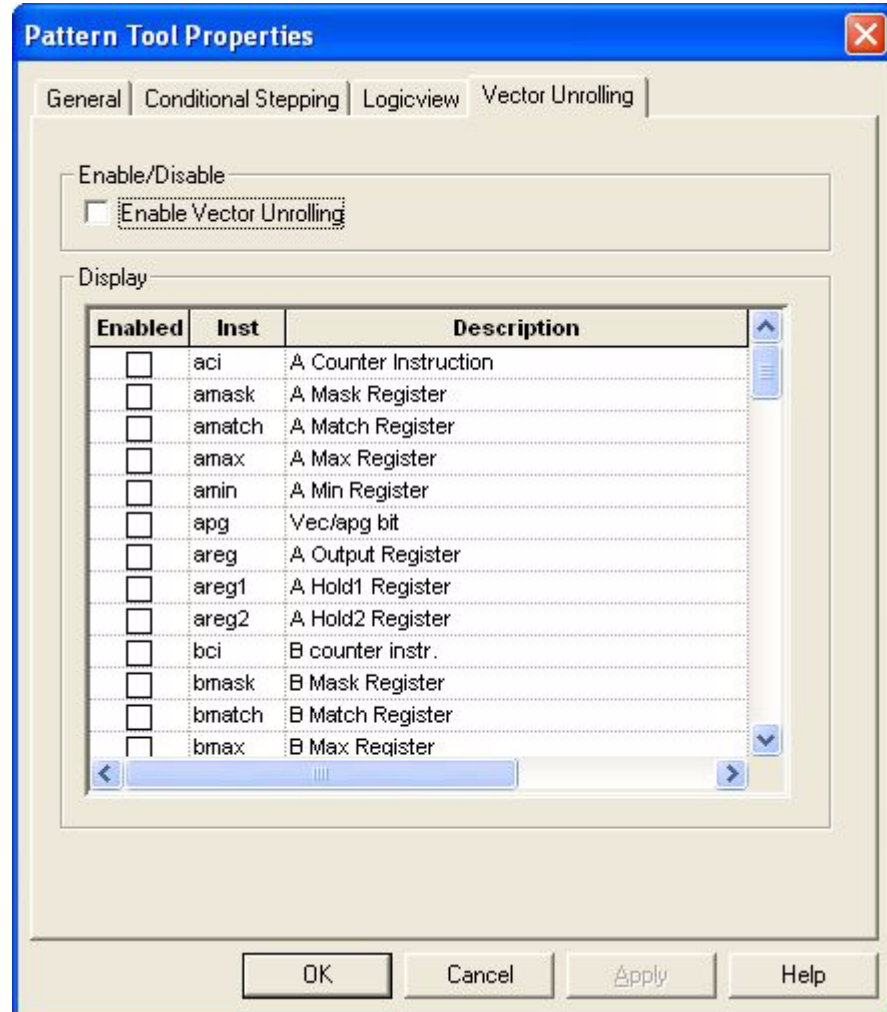 Pattern Tool Properties
General Conditional Stepping Logicview Vector Unrolling
Enable/Disable
Enable Vector Unrolling
Display
Enabled Inst Description
aci A Counter Instruction
amask A Mask Register
amatch A Match Register
amax A Max Register
amin A Min Register
apg Vec/apg bit
areg A Output Register
areg1 A Hold1 Register
areg2 A Hold2 Register
bci B counter instr.
bmask B Mask Register
bmatch B Match Register
bmax B Max Register
OK Cancel Apply Help